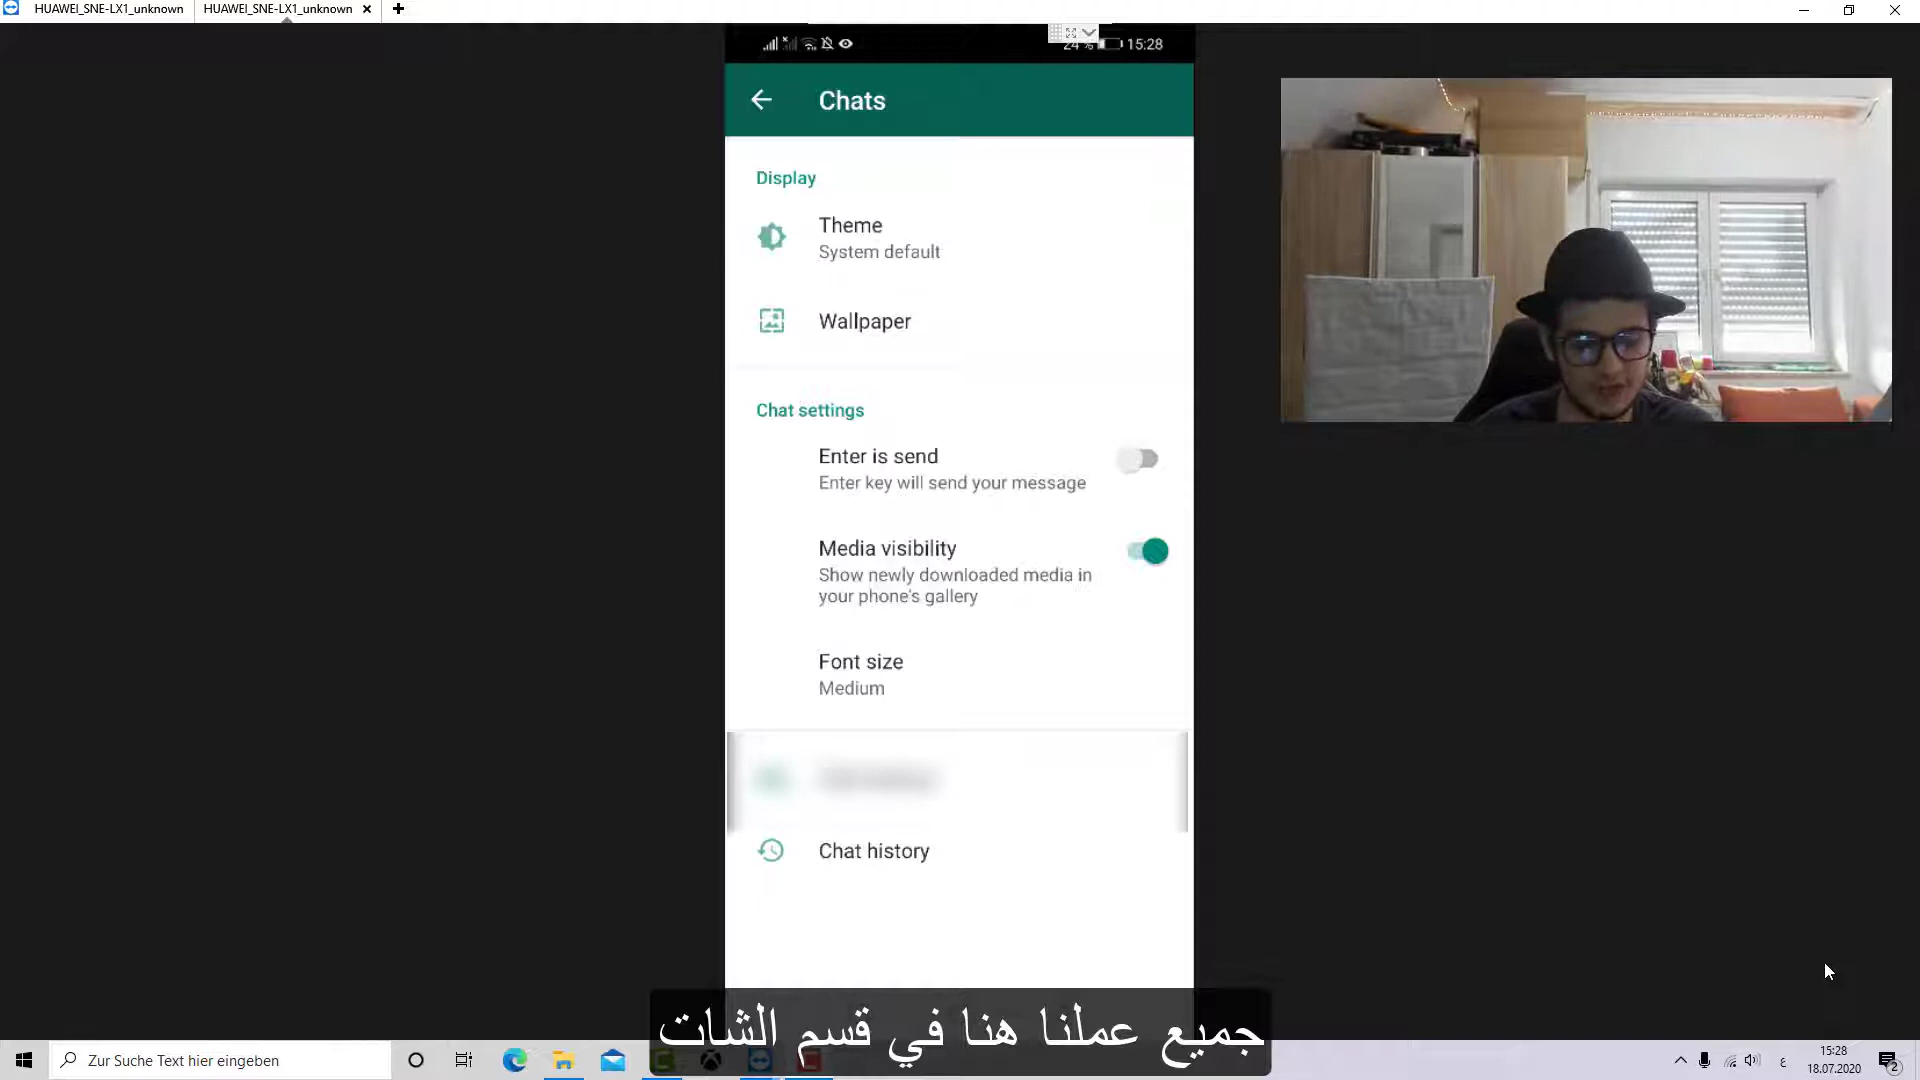 HUAWEI_SNE-LX1_unknown
HUAWEI_SNE-LX1_unknown
24 %
15:28
Chats
Display
Theme
System default
Wallpaper
Chat settings
Enter is send
Enter key will send your message
Media visibility
Show newly downloaded media in
your phone's gallery
Font size
Medium
Chat history
جميع عملنا هنا في قسم الشات
Zur Suche Text hier eingeben
ع
15:28
18.07.2020
2